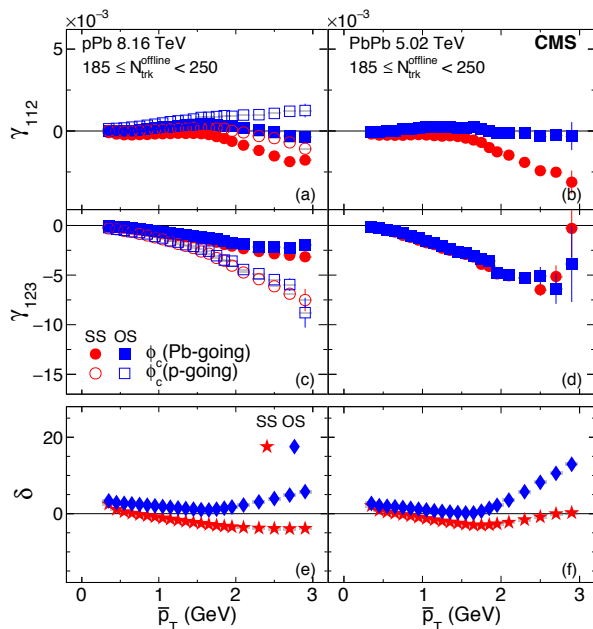 ×10⁻³ ×10⁻³
pPb 8.16 TeV PbPb 5.02 TeV CMS
185 ≤ N_trk^offline < 250 185 ≤ N_trk^offline < 250
5
0
γ₁₁₂
(a) (b)
0
−5
−10
−15
γ₁₁₂₃
SS OS
ϕ_c(Pb-going)
ϕ_c(p-going)
(c) (d)
SS OS
20
0
δ
(e) (f)
0 1 2 3 0 1 2 3
p̅_T (GeV) p̅_T (GeV)